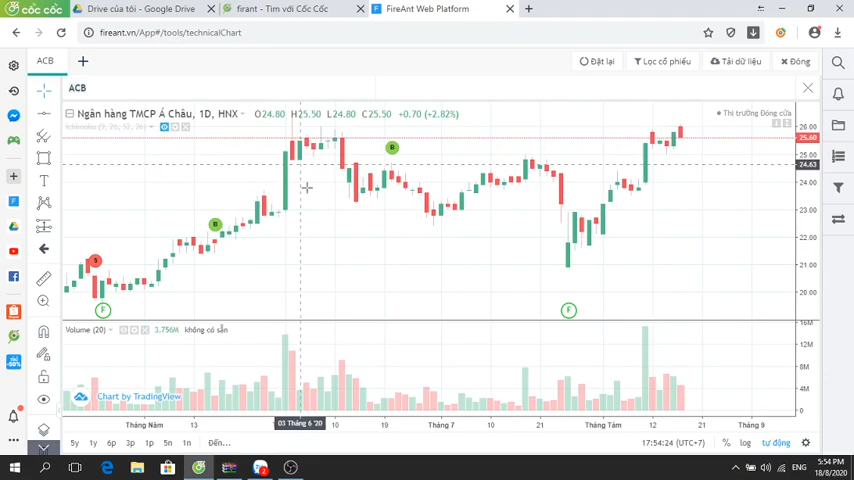 cốc cốc
Drive của tôi - Google Drive
firant - Tìm với Cốc Cốc
FireAnt Web Platform
fireant.vn/App#/tools/technicalChart
ACB
Đặt lại
Lọc cổ phiếu
Tải dữ liệu
Đóng
ACB
Ngân hàng TMCP Á Châu, 1D, HNX
O24.80 H25.50 L24.80 C25.50 +0.70 (+2.82%)
Thị trường Đóng cửa
Ichimoku (9, 26, 52, 26)
26.00
25.60
25.00
24.63
24.00
23.00
22.00
21.00
20.00
B
B
S
F
F
Volume (20)
3.756M
không có sẵn
16M
12M
8M
4M
0
Chart by TradingView
Tháng Năm
13
03 Tháng 6 '20
10
19
Tháng 7
10
21
Tháng Tám
12
21
Tháng 9
5y
1y
6p
3p
1p
5n
1n
Đến...
17:54:24 (UTC+7)
%
log
tự động
ENG
5:54 PM
18/8/2020